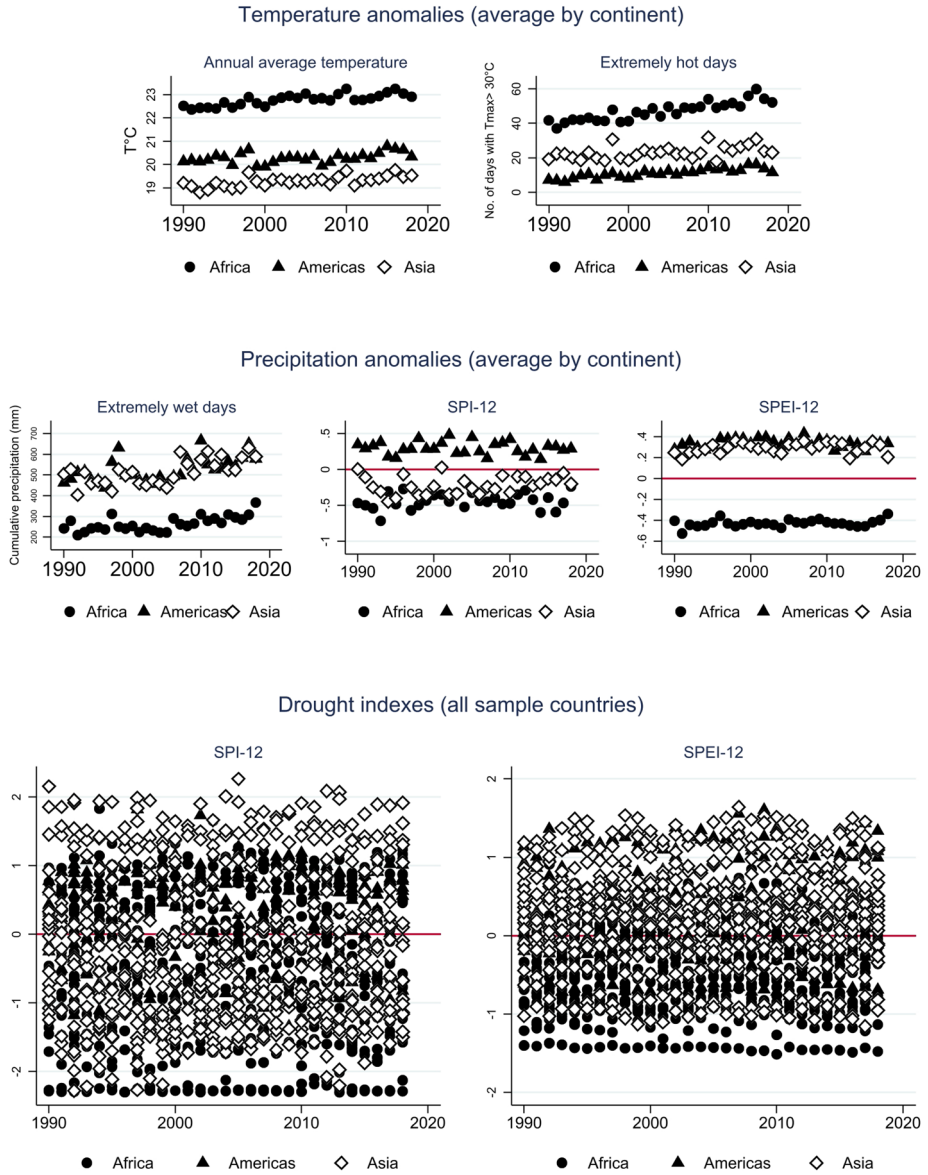 Temperature anomalies (average by continent)
Annual average temperature
T°C
23
22
21
20
19
1990 2000 2010 2020
Africa Americas Asia
Extremely hot days
No. of days with Tmax> 30°C
60
40
20
0
1990 2000 2010 2020
Africa Americas Asia
Precipitation anomalies (average by continent)
Extremely wet days
Cumulative precipitation (mm)
700
600
500
400
300
200
1990 2000 2010 2020
Africa Americas Asia
SPI-12
.5
0
-.5
-1
1990 2000 2010 2020
Africa Americas Asia
SPEI-12
.4
.2
0
-.2
-.4
-.6
1990 2000 2010 2020
Africa Americas Asia
Drought indexes (all sample countries)
SPI-12
2
1
0
-1
-2
1990 2000 2010 2020
Africa Americas Asia
SPEI-12
2
1
0
-1
-2
1990 2000 2010 2020
Africa Americas Asia